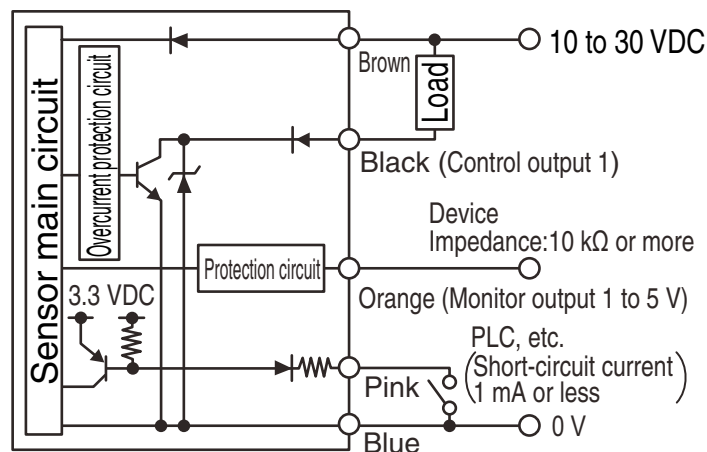 Sensor main circuit
Overcurrent protection circuit
Brown
Load
10 to 30 VDC
Black (Control output 1)
Device
Impedance:10 kΩ or more
Protection circuit
Orange (Monitor output 1 to 5 V)
3.3 VDC
PLC, etc.
(Short-circuit current
1 mA or less)
Pink
0 V
Blue